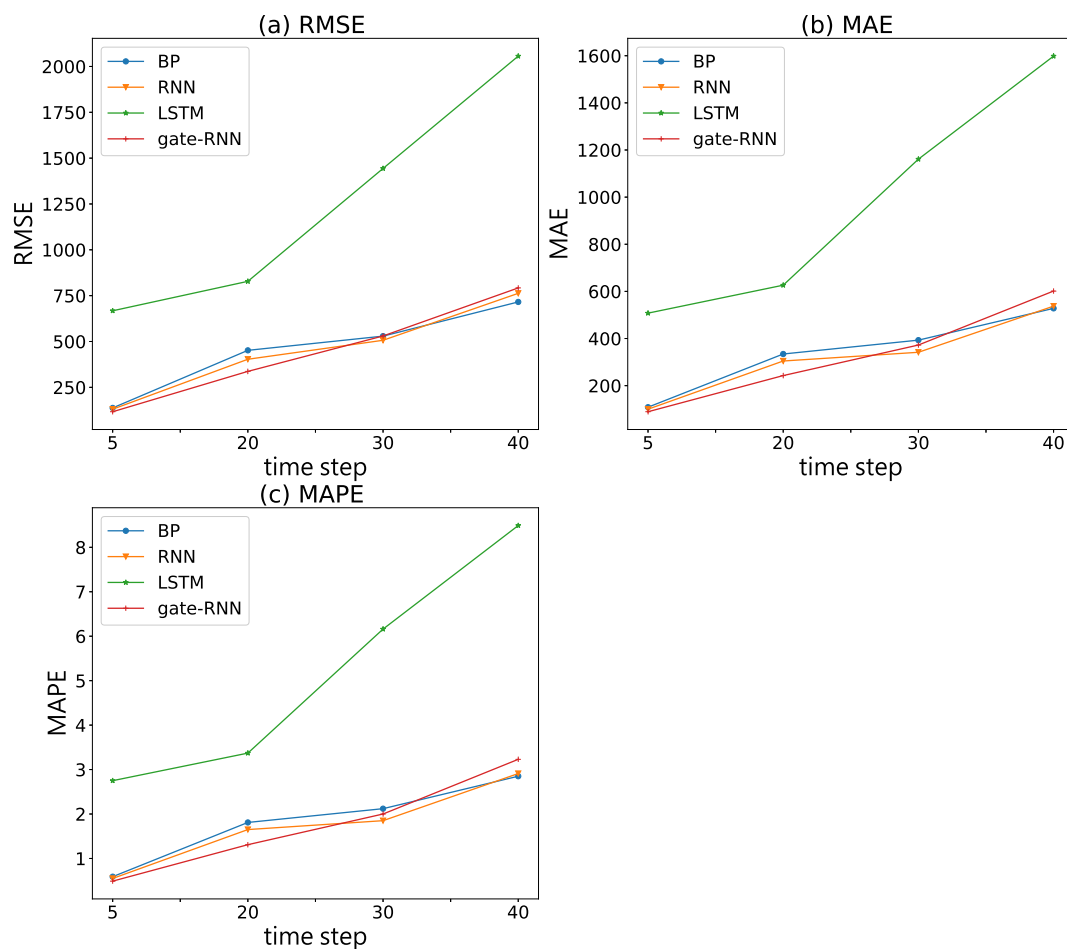 (a) RMSE
BP
RNN
LSTM
gate-RNN
2000
1750
1500
1250
1000
750
500
250
RMSE
5 20 30 40
time step
(b) MAE
BP
RNN
LSTM
gate-RNN
1600
1400
1200
1000
800
600
400
200
MAE
5 20 30 40
time step
(c) MAPE
BP
RNN
LSTM
gate-RNN
8
7
6
5
4
3
2
1
MAPE
5 20 30 40
time step